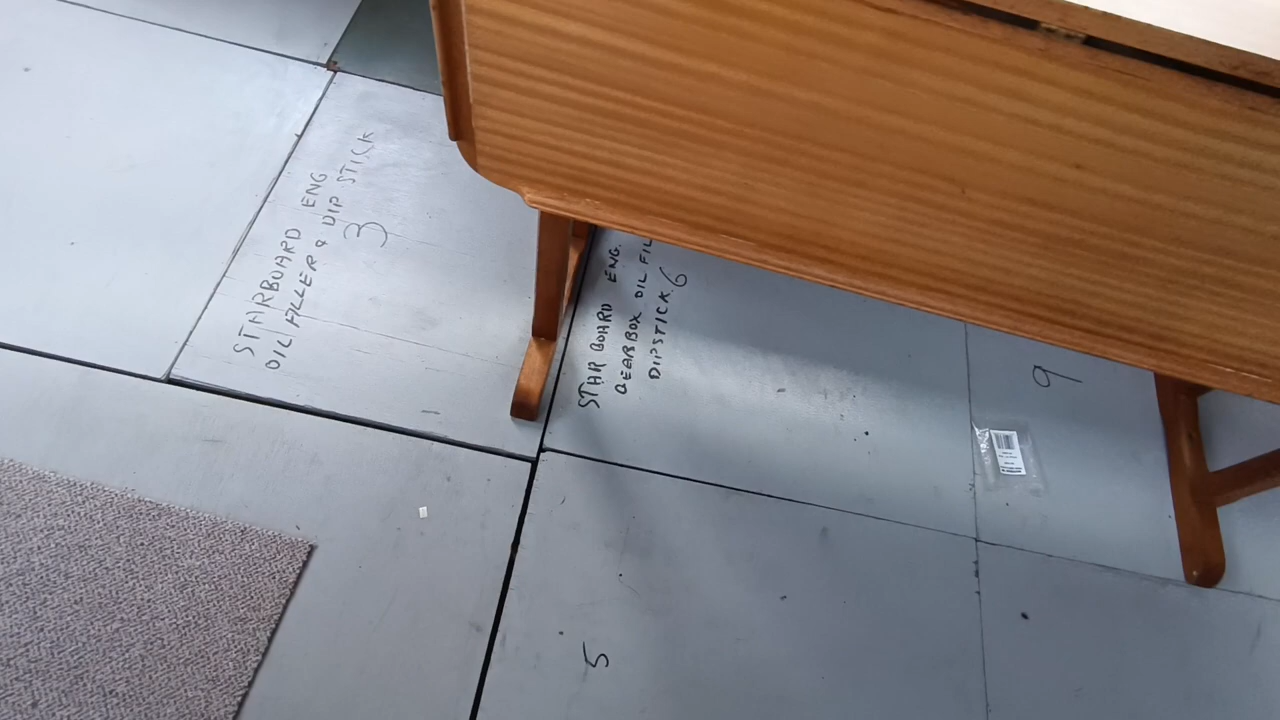 STARBOARD ENG
OIL FILLER & DIP STICK
3
STARBOARD ENG.
GEARBOX OIL FIL
DIPSTICK. 6
9
5